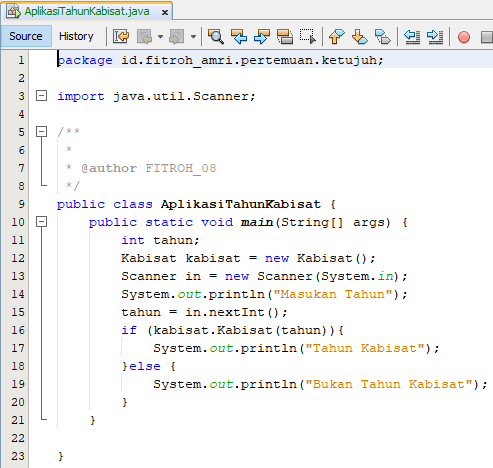 AplikasiTahunKabisat.java
Source History
1 package id.fitroh_amri.pertemuan.ketujuh;
2
3 import java.util.Scanner;
4
5 /**
6  *
7  * @author FITROH_08
8  */
9 public class AplikasiTahunKabisat {
10     public static void main(String[] args) {
11         int tahun;
12         Kabisat kabisat = new Kabisat();
13         Scanner in = new Scanner(System.in);
14         System.out.println("Masukan Tahun");
15         tahun = in.nextInt();
16         if (kabisat.Kabisat(tahun)){
17             System.out.println("Tahun Kabisat");
18         }else {
19             System.out.println("Bukan Tahun Kabisat");
20         }
21     }
22
23 }